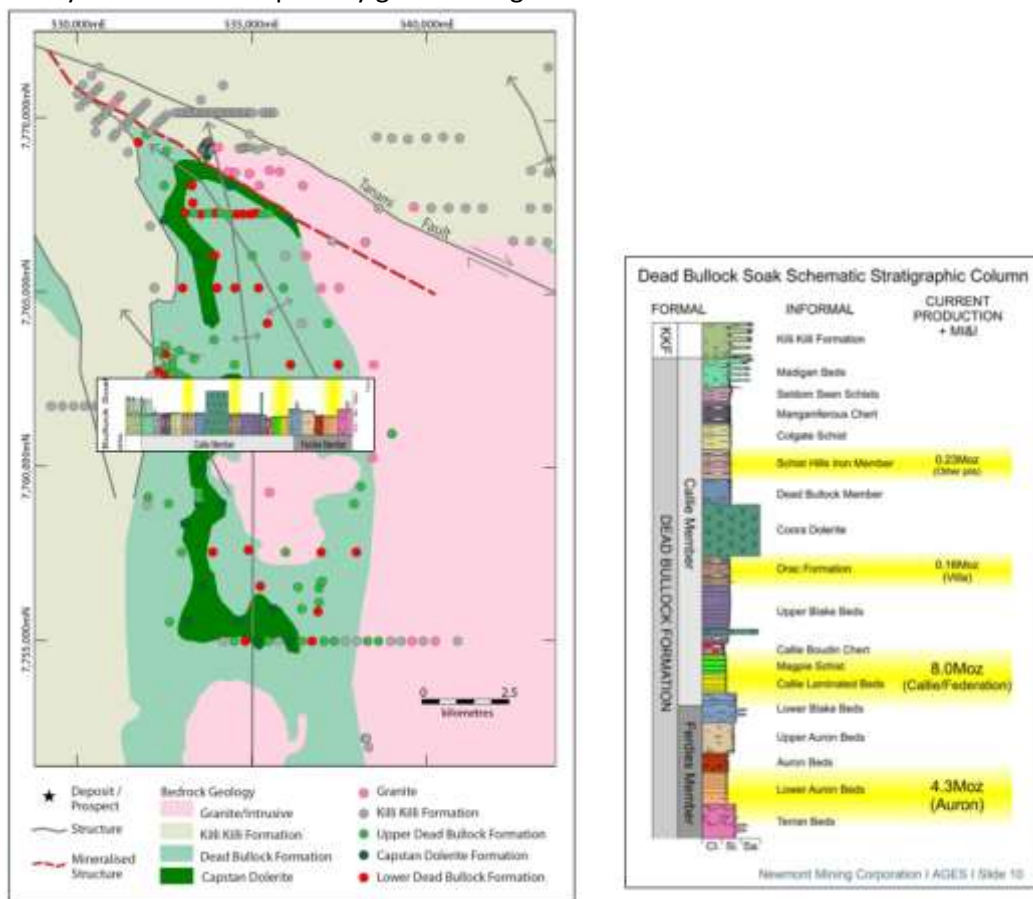 530,000mE
535,000mE
540,000mE
7,770,000mN
7,765,000mN
7,760,000mN
7,755,000mN
Tanami
Fault
Callie Member
0 2.5
kilometres
Deposit /
Prospect
Structure
Mineralised
Structure
Bedrock Geology
Granite/Intrusive
Killi Killi Formation
Dead Bullock Formation
Capstan Dolerite
Granite
Killi Killi Formation
Upper Dead Bullock Formation
Capstan Dolerite Formation
Lower Dead Bullock Formation
Dead Bullock Soak Schematic Stratigraphic Column
FORMAL
INFORMAL
CURRENT
PRODUCTION
+ MI&I
KKF
DEAD BULLOCK FORMATION
Callie Member
Ferdies Member
Killi Killi Formation
Madigan Beds
Seldom Seen Schists
Manganiferous Chert
Colgate Schist
Schist Hills Iron Member
0.23Moz
(Other pits)
Dead Bullock Member
Coora Dolerite
Orac Formation
0.16Moz
(Villa)
Upper Blake Beds
Callie Boudin Chert
Magpie Schist
8.0Moz
Callie Laminated Beds
(Callie/Federation)
Lower Blake Beds
Upper Auron Beds
Auron Beds
Lower Auron Beds
4.3Moz
(Auron)
Terrian Beds
Cl. Si. Sa.
Newmont Mining Corporation I AGES I Slide 10